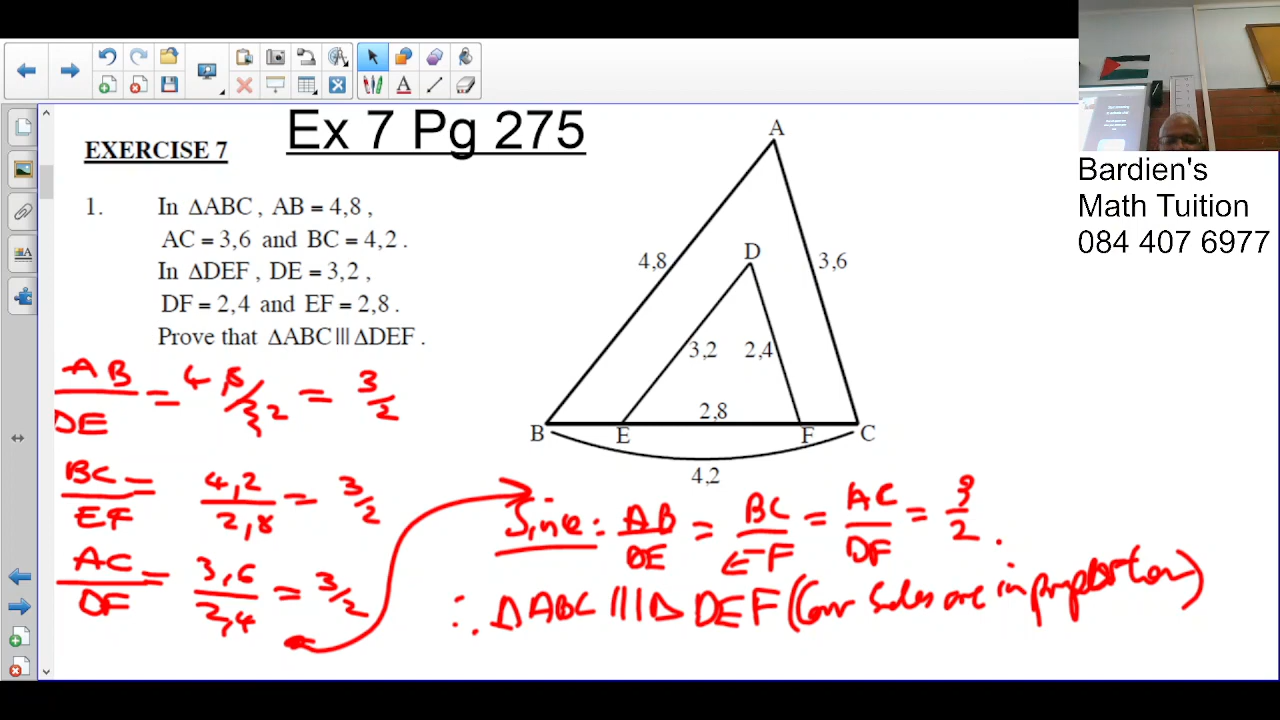 Ex 7 Pg 275
EXERCISE 7
1. In ΔABC, AB = 4,8,
AC = 3,6 and BC = 4,2.
In ΔDEF, DE = 3,2,
DF = 2,4 and EF = 2,8.
Prove that ΔABC ||| ΔDEF.
A
D
4,8
3,6
3,2
2,4
2,8
B
E
F
C
4,2
AB/DE = 4,8/3,2 = 3/2
BC/EF = 4,2/2,8 = 3/2
AC/DF = 3,6/2,4 = 3/2
Since: AB/DE = BC/EF = AC/DF = 3/2.
∴ ΔABC ||| Δ DEF (Corr sides are in proportion)
Bardien's
Math Tuition
084 407 6977